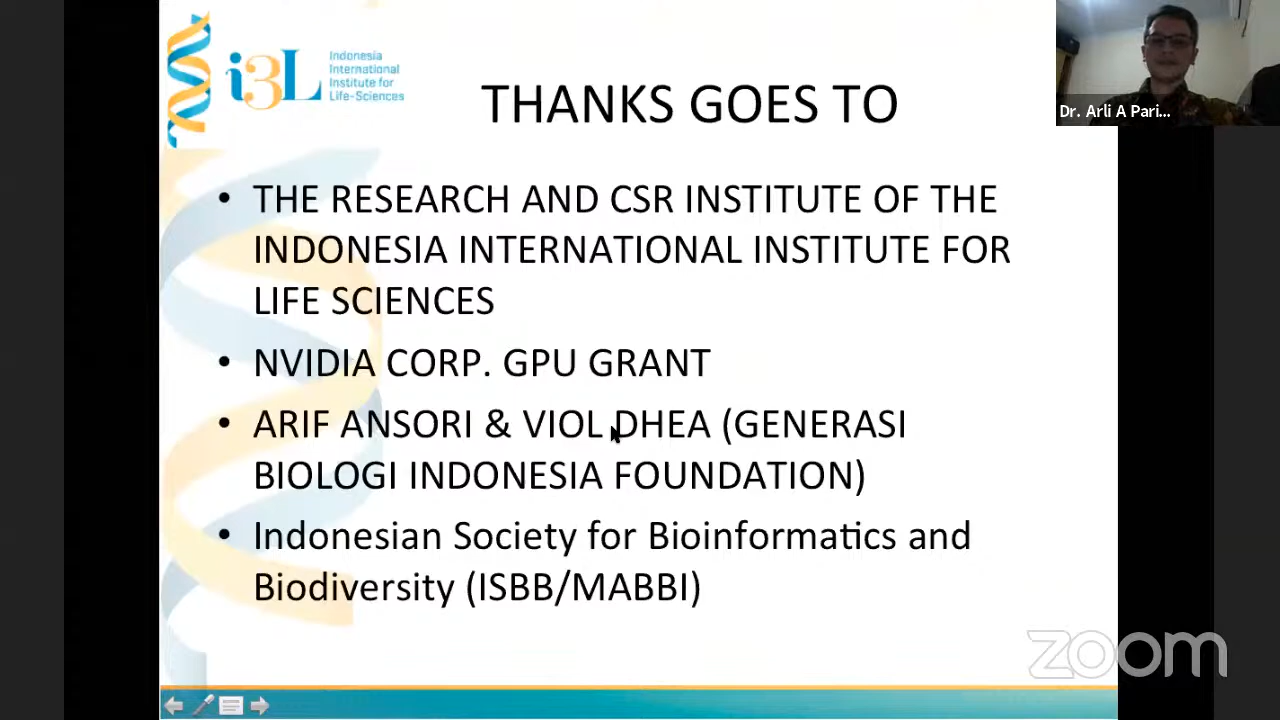 i3L
Indonesia
International
Institute for
Life-Sciences
THANKS GOES TO
Dr. Arli A Pari...
• THE RESEARCH AND CSR INSTITUTE OF THE
INDONESIA INTERNATIONAL INSTITUTE FOR
LIFE SCIENCES
• NVIDIA CORP. GPU GRANT
• ARIF ANSORI & VIOL DHEA (GENERASI
BIOLOGI INDONESIA FOUNDATION)
• Indonesian Society for Bioinformatics and
Biodiversity (ISBB/MABBI)
zoom